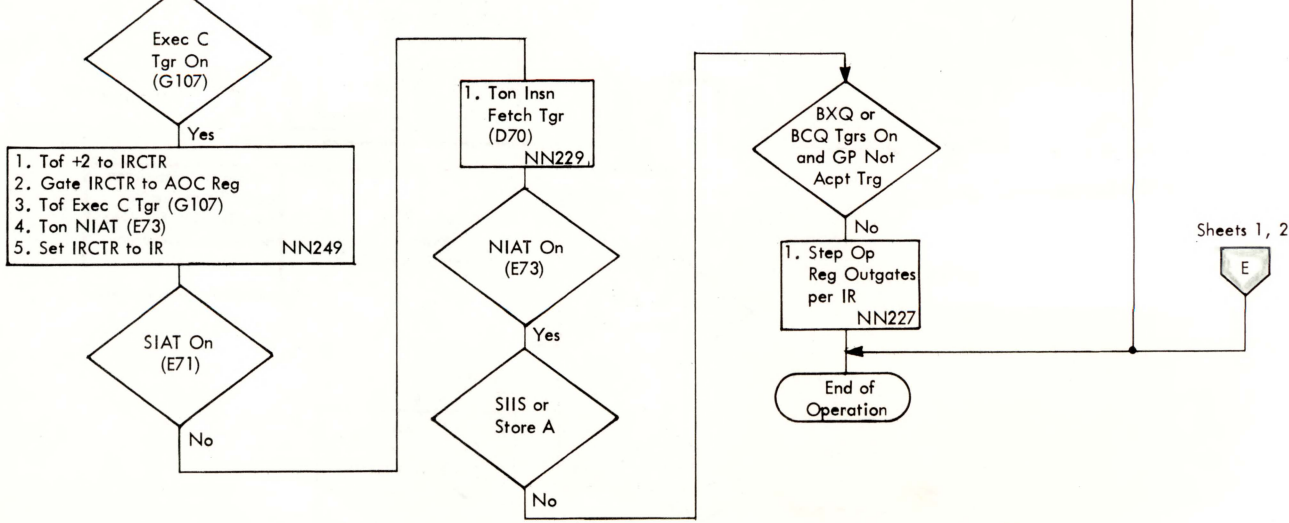 Exec C
Tgr On
(G107)
Yes
1. Tof +2 to IRCTR
2. Gate IRCTR to AOC Reg
3. Tof Exec C Tgr (G107)
4. Ton NIAT (E73)
5. Set IRCTR to IR NN249
SIAT On
(E71)
No
1. Ton Insn
Fetch Tgr
(D70)
NN229
NIAT On
(E73)
Yes
SIIS or
Store A
No
BXQ or
BCQ Tgrs On
and GP Not
Acpt Trg
No
1. Step Op
Reg Outgates
per IR
NN227
End of
Operation
Sheets 1, 2
E